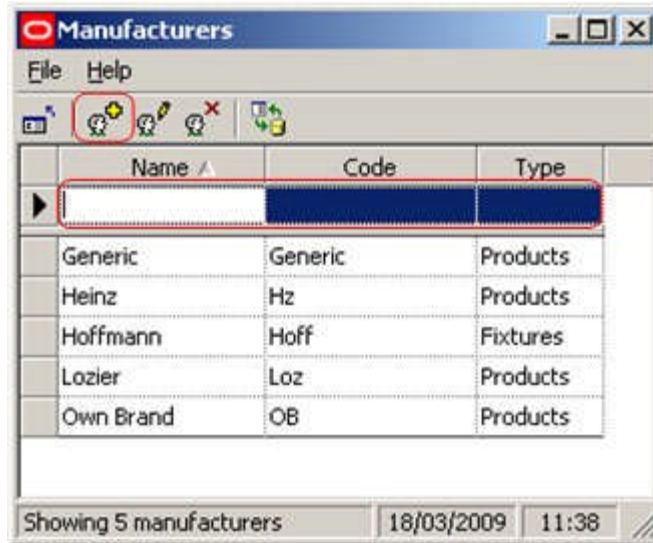 Manufacturers
File Help
Name Code Type
Generic Generic Products
Heinz Hz Products
Hoffmann Hoff Fixtures
Lozier Loz Products
Own Brand OB Products
Showing 5 manufacturers 18/03/2009 11:38